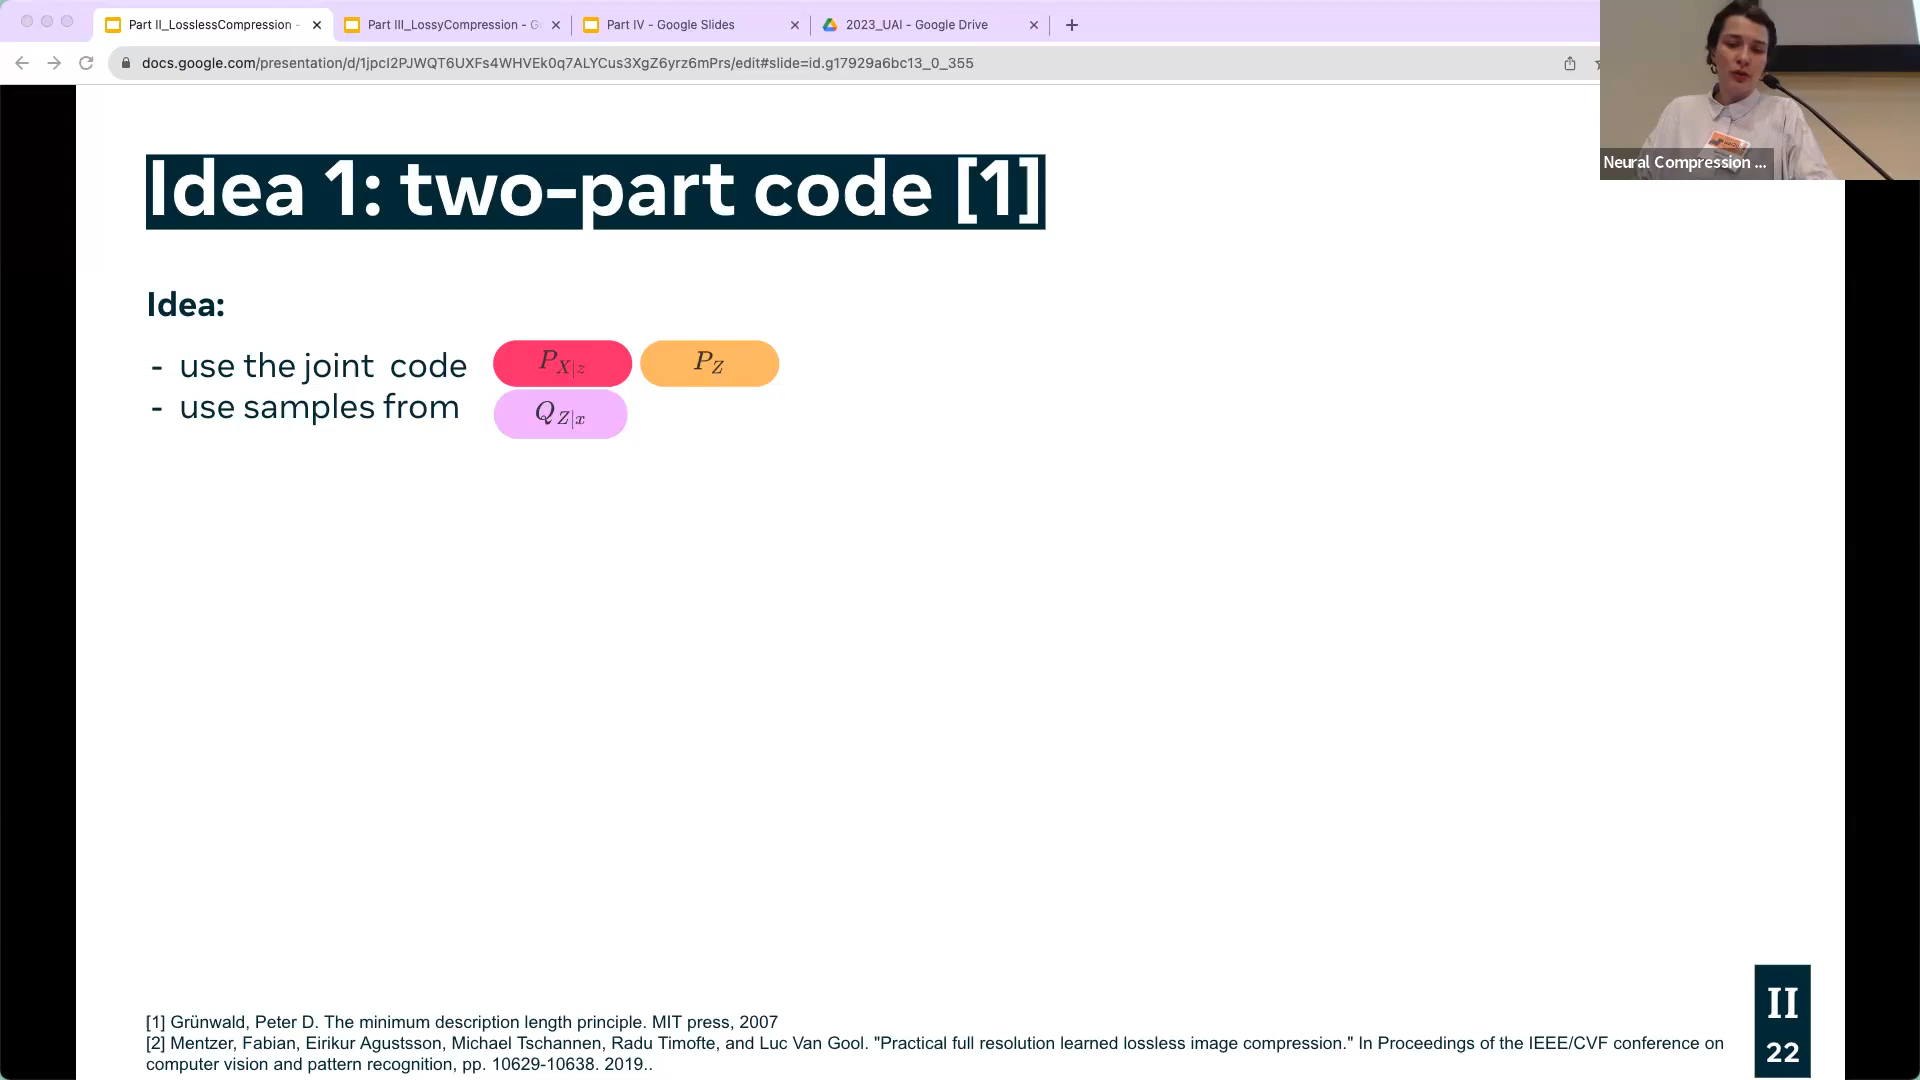 Part II_LosslessCompression -
Part III_LossyCompression - G
Part IV - Google Slides
2023_UAI - Google Drive
docs.google.com/presentation/d/1jpcI2PJWQT6UXFs4WHVEk0q7ALYCus3XgZ6yrz6mPrs/edit#slide=id.g17929a6bc13_0_355
Neural Compression ...
Idea 1: two-part code [1]
Idea:
- use the joint code P_{X|z} P_Z
- use samples from Q_{Z|x}
[1] Grünwald, Peter D. The minimum description length principle. MIT press, 2007
[2] Mentzer, Fabian, Eirikur Agustsson, Michael Tschannen, Radu Timofte, and Luc Van Gool. "Practical full resolution learned lossless image compression." In Proceedings of the IEEE/CVF conference on
computer vision and pattern recognition, pp. 10629-10638. 2019..
II
22